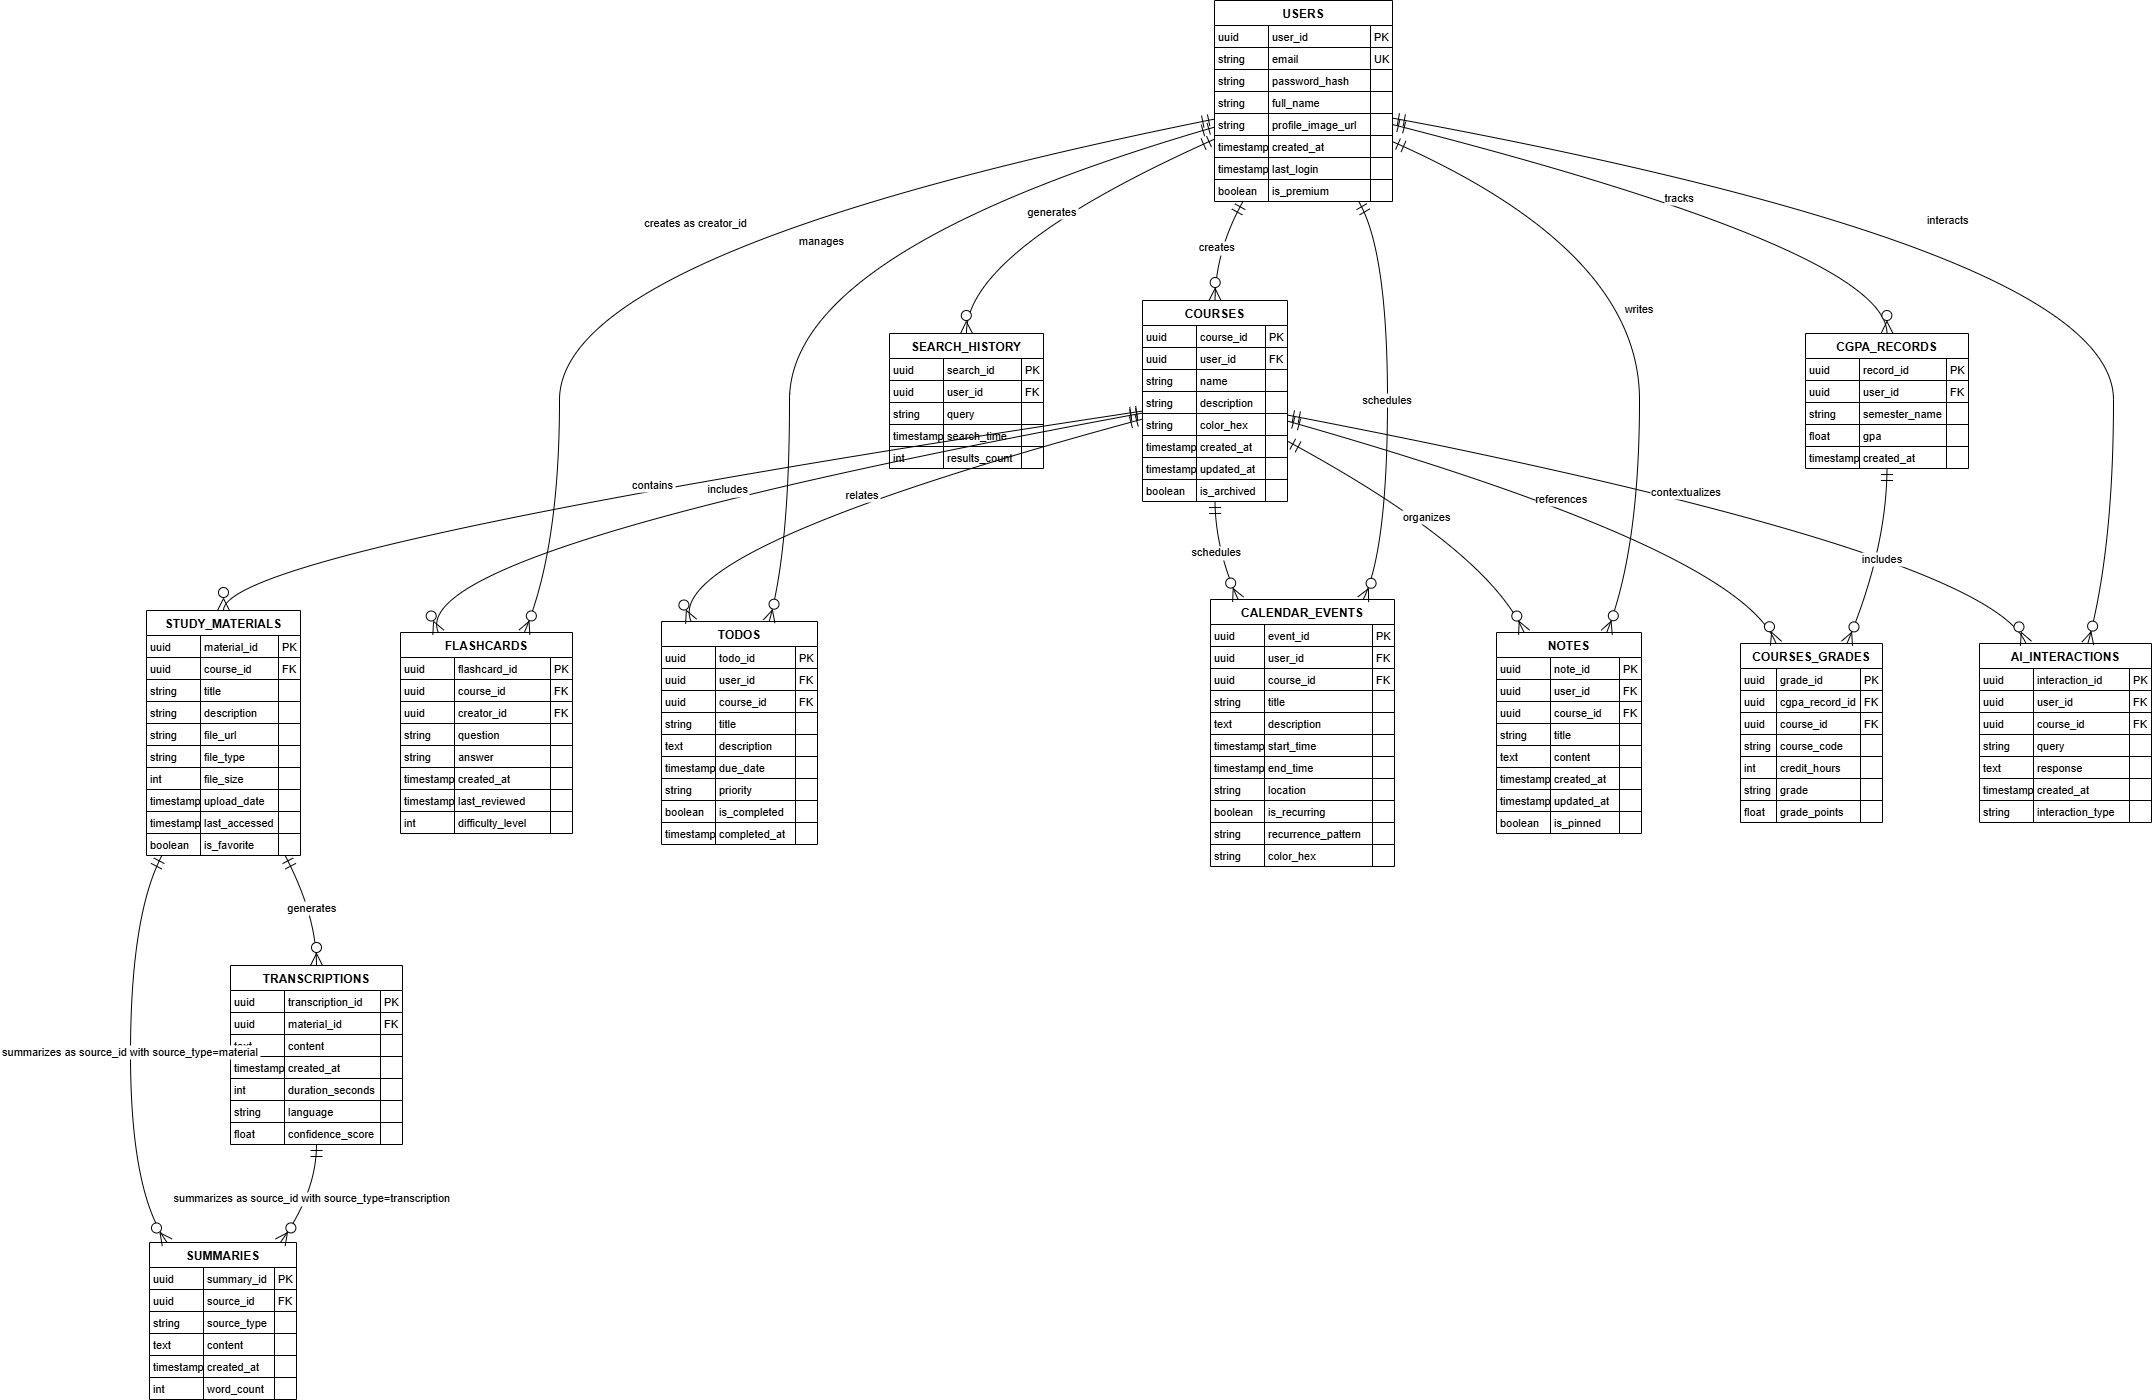 USERS
uuid user_id PK
string email UK
string password_hash
string full_name
string profile_image_url
timestamp created_at
timestamp last_login
boolean is_premium
creates as creator_id
manages
generates
creates
schedules
writes
tracks
interacts
SEARCH_HISTORY
uuid search_id PK
uuid user_id FK
string query
timestamp search_time
int results_count
COURSES
uuid course_id PK
uuid user_id FK
string name
string description
string color_hex
timestamp created_at
timestamp updated_at
boolean is_archived
CGPA_RECORDS
uuid record_id PK
uuid user_id FK
string semester_name
float gpa
timestamp created_at
contains
includes
relates
schedules
organizes
references
contextualizes
includes
STUDY_MATERIALS
uuid material_id PK
uuid course_id FK
string title
string description
string file_url
string file_type
int file_size
timestamp upload_date
timestamp last_accessed
boolean is_favorite
FLASHCARDS
uuid flashcard_id PK
uuid course_id FK
uuid creator_id FK
string question
string answer
timestamp created_at
timestamp last_reviewed
int difficulty_level
TODOS
uuid todo_id PK
uuid user_id FK
uuid course_id FK
string title
text description
timestamp due_date
string priority
boolean is_completed
timestamp completed_at
CALENDAR_EVENTS
uuid event_id PK
uuid user_id FK
uuid course_id FK
string title
text description
timestamp start_time
timestamp end_time
string location
boolean is_recurring
string recurrence_pattern
string color_hex
NOTES
uuid note_id PK
uuid user_id FK
uuid course_id FK
string title
text content
timestamp created_at
timestamp updated_at
boolean is_pinned
COURSES_GRADES
uuid grade_id PK
uuid cgpa_record_id FK
uuid course_id FK
string course_code
int credit_hours
string grade
float grade_points
AI_INTERACTIONS
uuid interaction_id PK
uuid user_id FK
uuid course_id FK
string query
text response
timestamp created_at
string interaction_type
generates
TRANSCRIPTIONS
uuid transcription_id PK
uuid material_id FK
content
timestamp created_at
int duration_seconds
string language
float confidence_score
summarizes as source_id with source_type=material
summarizes as source_id with source_type=transcription
SUMMARIES
uuid summary_id PK
uuid source_id FK
string source_type
text content
timestamp created_at
int word_count